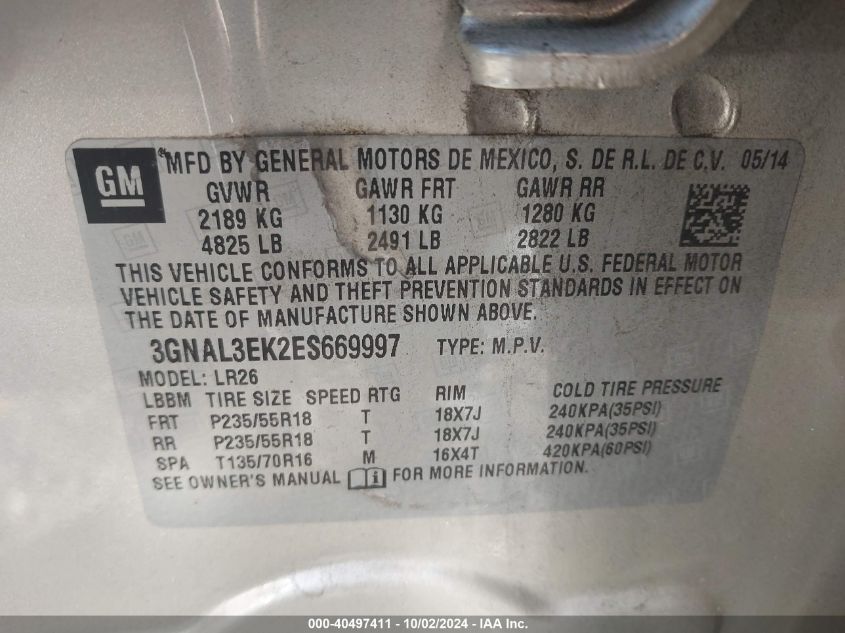 GM
MFD BY GENERAL MOTORS DE MEXICO, S. DE R.L. DE C.V. 05/14
GVWR GAWR FRT GAWR RR
2189 KG 1130 KG 1280 KG
4825 LB 2491 LB 2822 LB
THIS VEHICLE CONFORMS TO ALL APPLICABLE U.S. FEDERAL MOTOR
VEHICLE SAFETY AND THEFT PREVENTION STANDARDS IN EFFECT ON
THE DATE OF MANUFACTURE SHOWN ABOVE.
3GNAL3EK2ES669997 TYPE: M.P.V.
MODEL: LR26
LBBM TIRE SIZE SPEED RTG RIM COLD TIRE PRESSURE
FRT P235/55R18 T 18X7J 240KPA(35PSI)
RR P235/55R18 T 18X7J 240KPA(35PSI)
SPA T135/70R16 M 16X4T 420KPA(60PSI)
SEE OWNER'S MANUAL i FOR MORE INFORMATION.
000-40497411 - 10/02/2024 - IAA Inc.